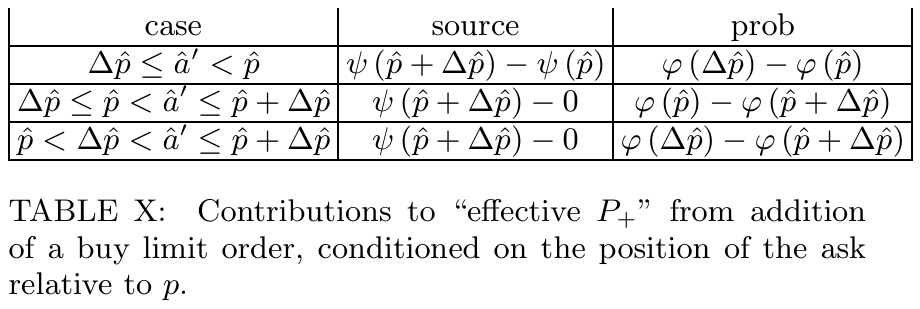 case source prob
Δp̂ ≤ â′ < p̂ ψ (p̂ + Δp̂) − ψ (p̂) φ (Δp̂) − φ (p̂)
Δp̂ ≤ p̂ < â′ ≤ p̂ + Δp̂ ψ (p̂ + Δp̂) − 0 φ (p̂) − φ (p̂ + Δp̂)
p̂ < Δp̂ < â′ ≤ p̂ + Δp̂ ψ (p̂ + Δp̂) − 0 φ (Δp̂) − φ (p̂ + Δp̂)
TABLE X: Contributions to “effective P₊” from addition
of a buy limit order, conditioned on the position of the ask
relative to p.